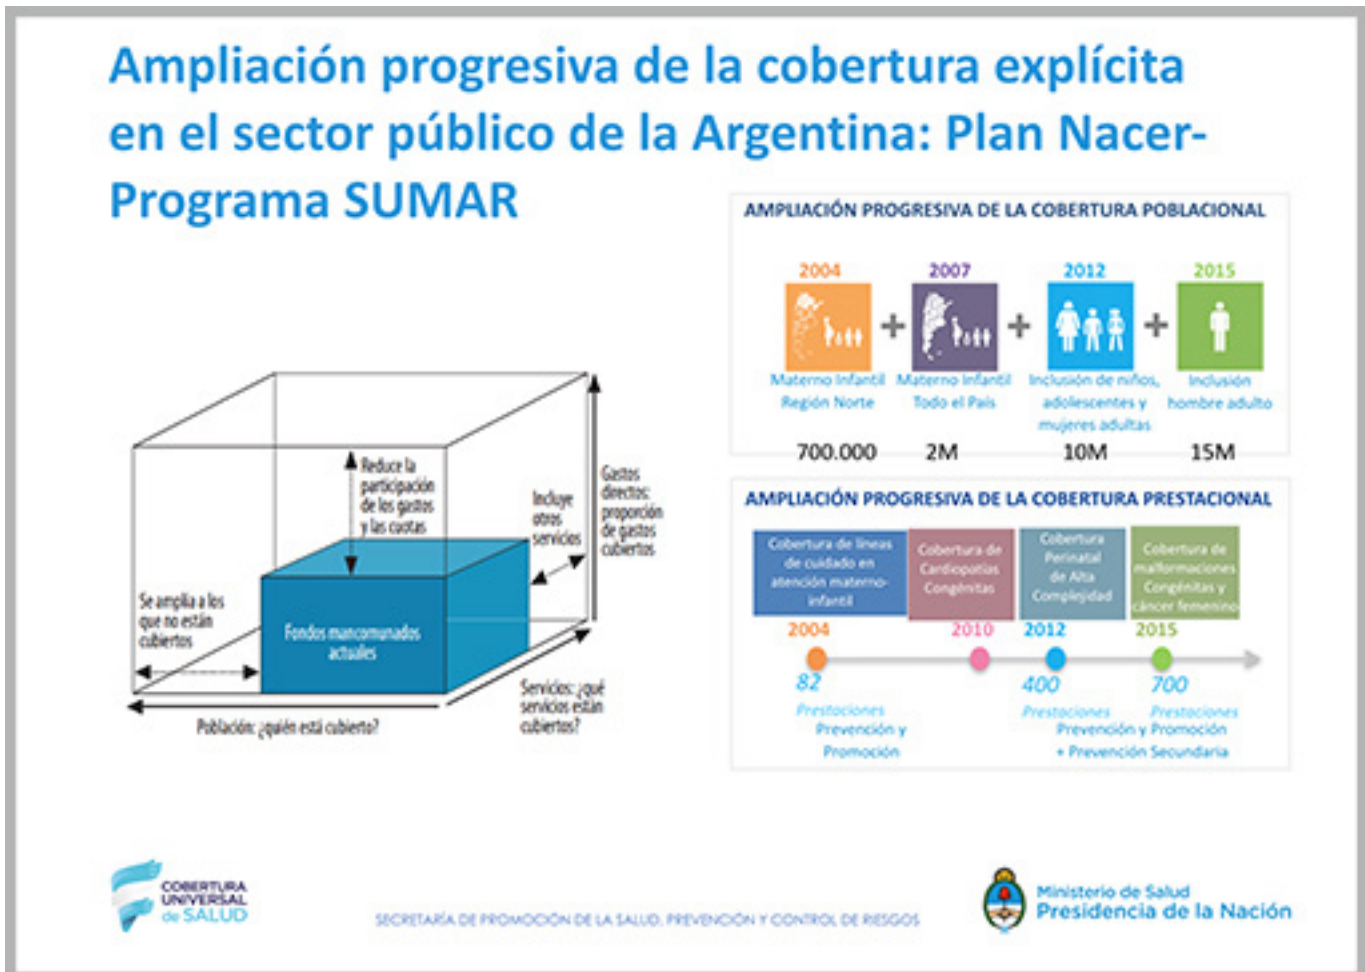 Ampliación progresiva de la cobertura explícita
en el sector público de la Argentina: Plan Nacer-
Programa SUMAR
AMPLIACIÓN PROGRESIVA DE LA COBERTURA POBLACIONAL
2004
2007
2012
2015
+
+
+
Materno Infantil
Región Norte
Materno Infantil
Todo el País
Inclusión de niños,
adolescentes y
mujeres adultas
Inclusión
hombre adulto
700.000
2M
10M
15M
Reduce la
participación
de los gastos
y las cuotas
Incluye
otros
servicios
Gastos
directos:
proporción
de gastos
cubiertos
Se amplia a los
que no están
cubiertos
Fondos mancomunados
actuales
Servicios: ¿qué
servicios están
cubiertos?
Población: ¿quién está cubierto?
AMPLIACIÓN PROGRESIVA DE LA COBERTURA PRESTACIONAL
Cobertura de líneas
de cuidado en
atención materno-
infantil
Cobertura de
Cardiopatías
Congénitas
Cobertura
Perinatal
de Alta
Complejidad
Cobertura de
malformaciones
Congénitas y
cáncer femenino
2004
2010
2012
2015
82
400
700
Prestaciones
Prestaciones
Prestaciones
Prevención y
Promoción
Prevención y Promoción
+ Prevención Secundaria
COBERTURA
UNIVERSAL
de SALUD
SECRETARÍA DE PROMOCIÓN DE LA SALUD, PREVENCIÓN Y CONTROL DE RIESGOS
Ministerio de Salud
Presidencia de la Nación